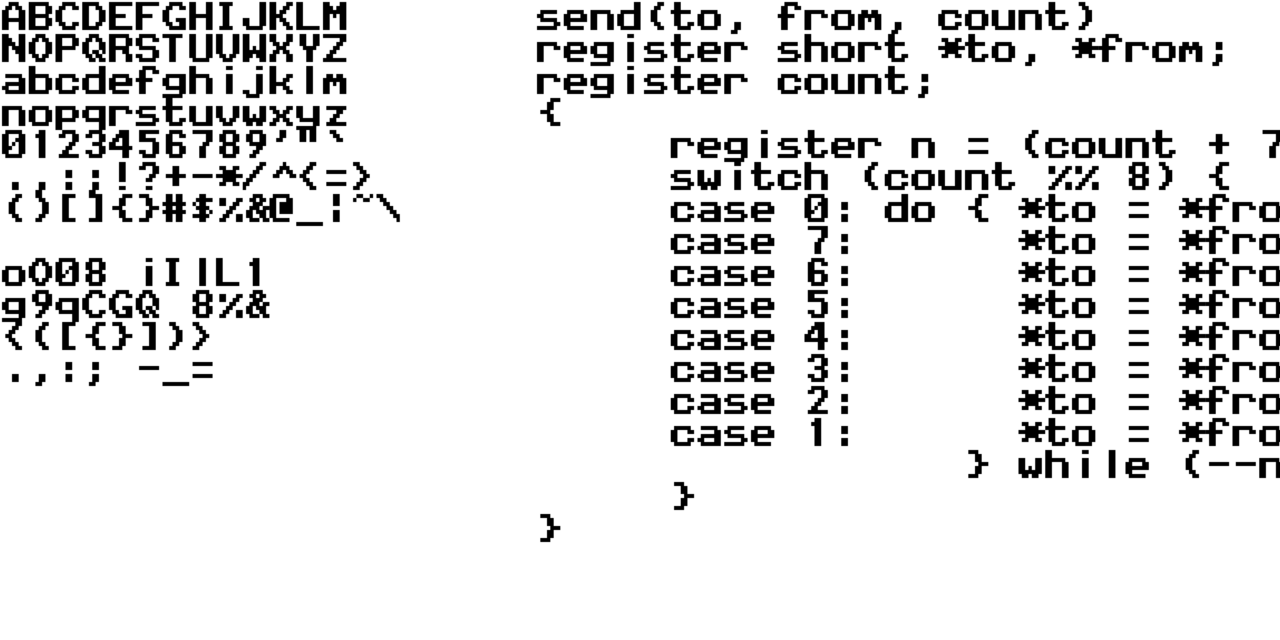 ABCDEFGHIJKLM
NOPQRSTUVWXYZ
abcdefghijklm
nopqrstuvwxyz
0123456789'"`
.,:;!?+-*/^<=>
()[]{}#$%&@_¦~\
oO08 iIlL1
g9qCGQ 8%&
<([{}])>
.,:; -_=
send(to, from, count)
register short *to, *from;
register count;
{
register n = (count + 7
switch (count %% 8) {
case 0: do { *to = *fro
case 7: *to = *fro
case 6: *to = *fro
case 5: *to = *fro
case 4: *to = *fro
case 3: *to = *fro
case 2: *to = *fro
case 1: *to = *fro
} while (--n
}
}